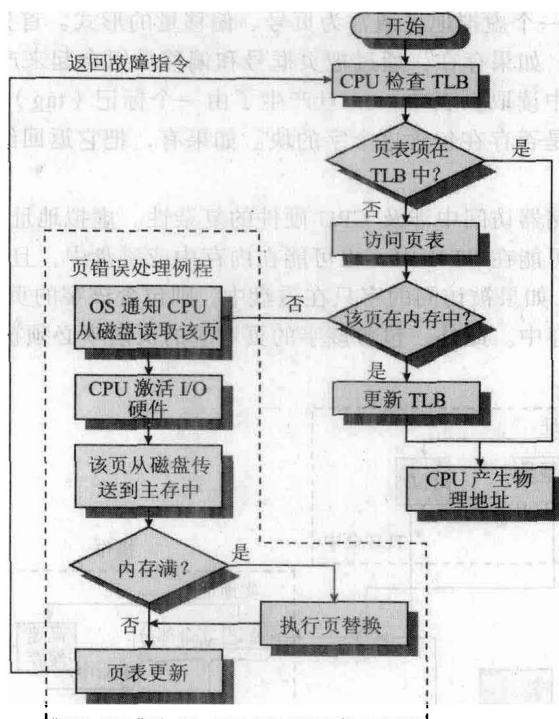 开始
返回故障指令
CPU 检查 TLB
页表项在
TLB 中?
是
否
访问页表
页错误处理例程
OS 通知 CPU
从磁盘读取该页
否
该页在内存中?
是
CPU 激活 I/O
硬件
更新 TLB
该页从磁盘传
送到主存中
CPU 产生物
理地址
内存满?
是
否
执行页替换
页表更新